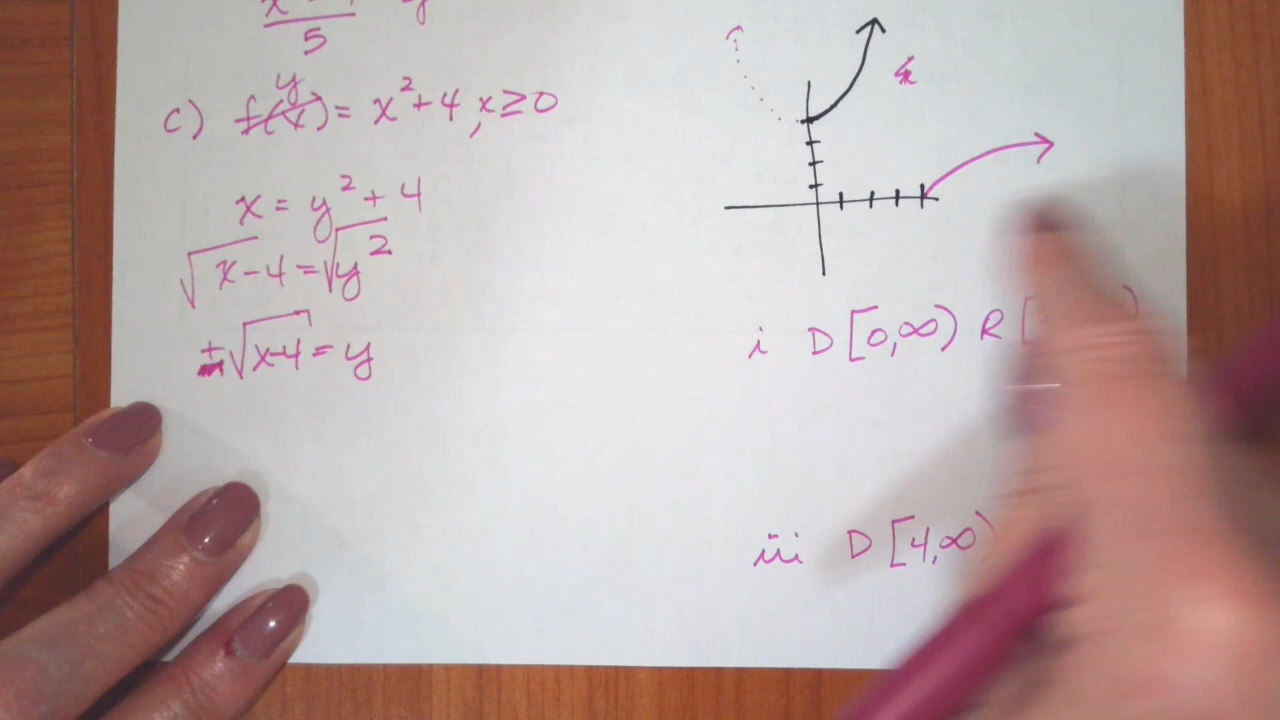 5
c) f(x) y = x² + 4, x ≥ 0
x = y² + 4
√x-4 = √y²
±√x-4 = y
i D [0,∞) R [
iii D [4,∞)